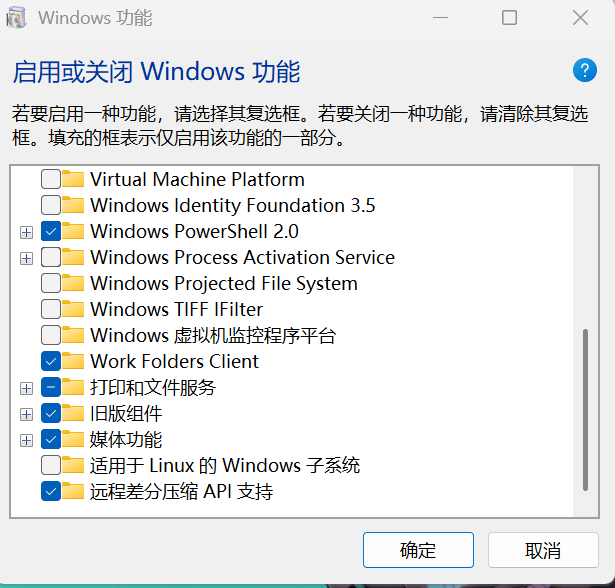 Windows 功能
启用或关闭 Windows 功能
?
若要启用一种功能，请选择其复选框。若要关闭一种功能，请清除其复选
框。填充的框表示仅启用该功能的一部分。
Virtual Machine Platform
Windows Identity Foundation 3.5
Windows PowerShell 2.0
Windows Process Activation Service
Windows Projected File System
Windows TIFF IFilter
Windows 虚拟机监控程序平台
Work Folders Client
打印和文件服务
旧版组件
媒体功能
适用于 Linux 的 Windows 子系统
远程差分压缩 API 支持
确定
取消